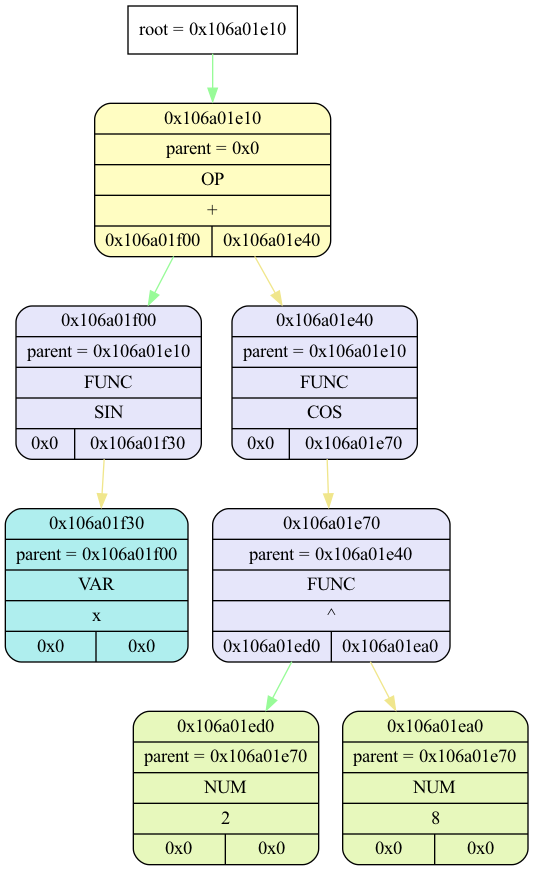 root = 0x106a01e10
0x106a01e10
parent = 0x0
OP
+
0x106a01f00 0x106a01e40
0x106a01f00
parent = 0x106a01e10
FUNC
SIN
0x0 0x106a01f30
0x106a01e40
parent = 0x106a01e10
FUNC
COS
0x0 0x106a01e70
0x106a01f30
parent = 0x106a01f00
VAR
x
0x0 0x0
0x106a01e70
parent = 0x106a01e40
FUNC
^
0x106a01ed0 0x106a01ea0
0x106a01ed0
parent = 0x106a01e70
NUM
2
0x0 0x0
0x106a01ea0
parent = 0x106a01e70
NUM
8
0x0 0x0